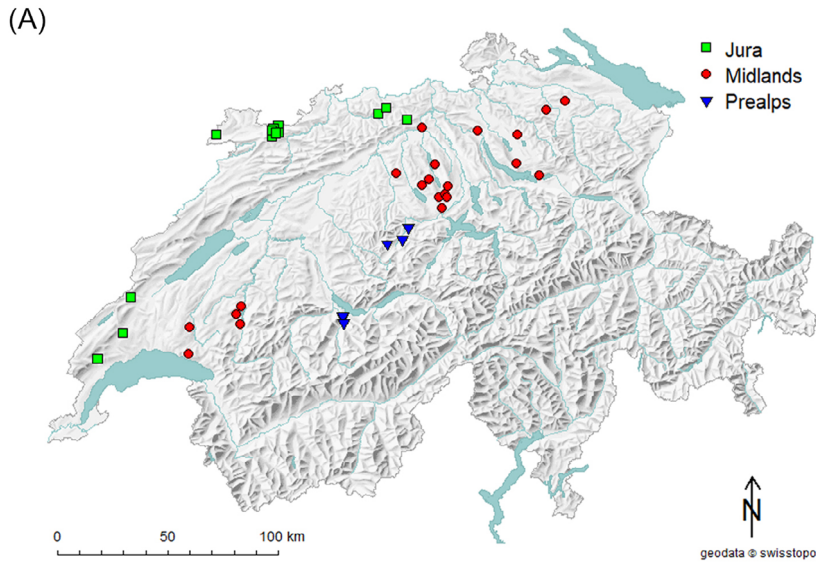 (A)
Jura
Midlands
Prealps
0 50 100 km
N
geodata © swisstopo